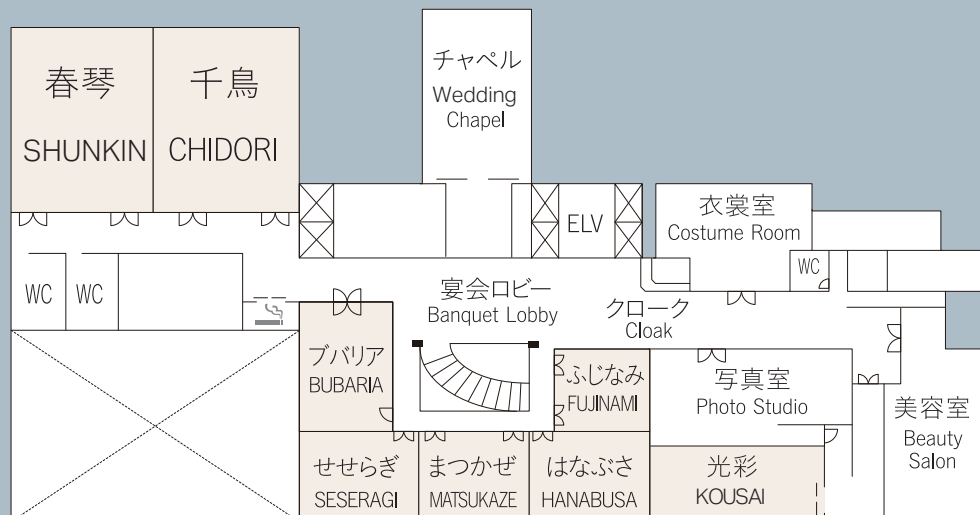 春琴
SHUNKIN
千鳥
CHIDORI
チャペル
Wedding
Chapel
ELV
衣裳室
Costume Room
WC
WC
WC
宴会ロビー
Banquet Lobby
クローク
Cloak
ブバリア
BUBARIA
ふじなみ
FUJINAMI
写真室
Photo Studio
美容室
Beauty
Salon
せせらぎ
SESERAGI
まつかぜ
MATSUKAZE
はなぶさ
HANABUSA
光彩
KOUSAI